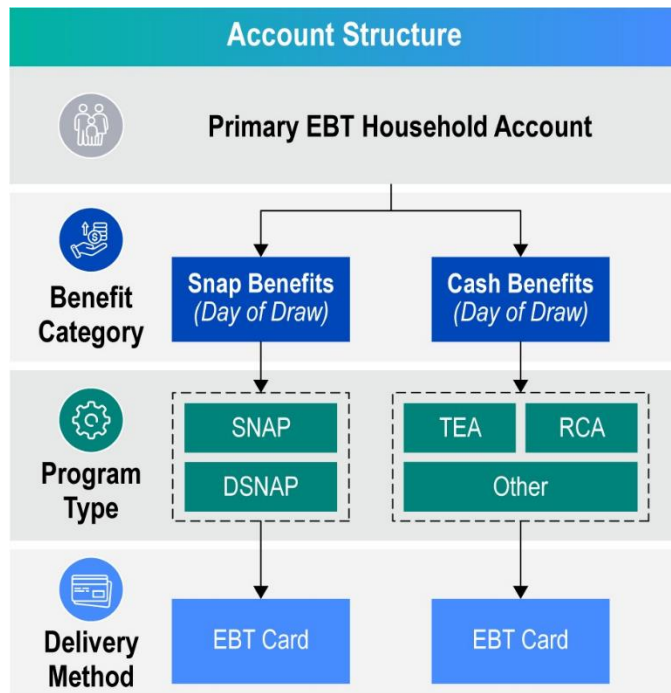 Account Structure
Primary EBT Household Account
Benefit
Category
Snap Benefits
(Day of Draw)
Cash Benefits
(Day of Draw)
Program
Type
SNAP
DSNAP
TEA
RCA
Other
Delivery
Method
EBT Card
EBT Card